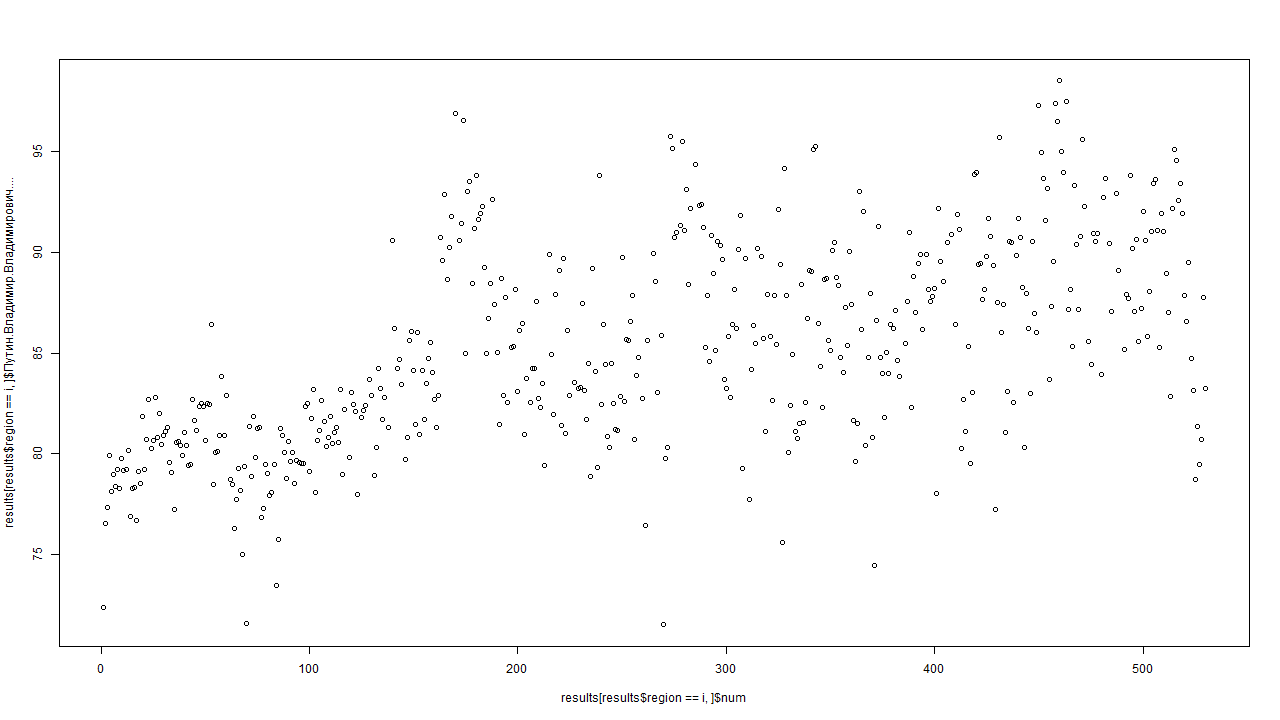 results[results$region == i, ]$Путин.Владимир.Владимирович...
95
90
85
80
75
0 100 200 300 400 500
results[results$region == i, ]$num